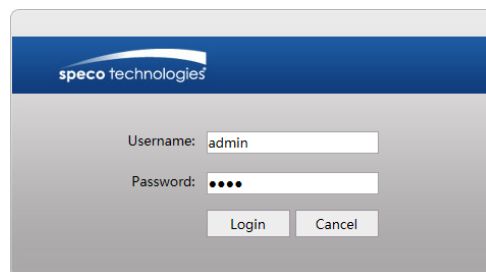 speco technologies
Username: admin
Password: ●●●●
Login Cancel